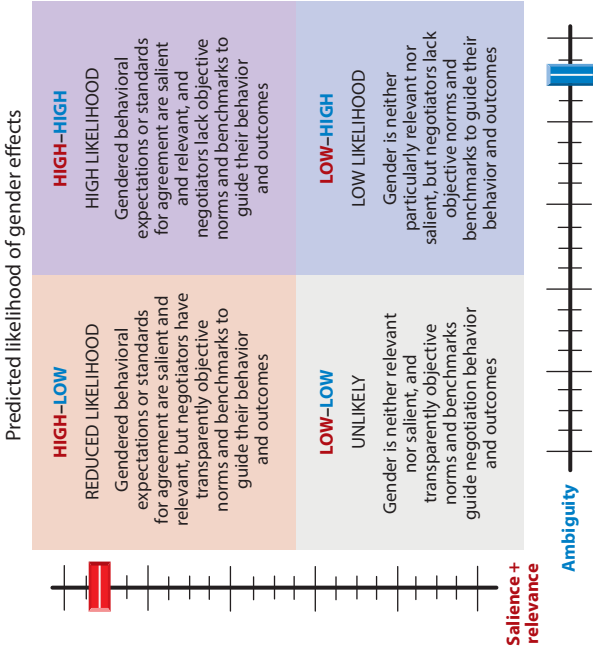 Predicted likelihood of gender effects
HIGH–LOW
REDUCED LIKELIHOOD
Gendered behavioral
expectations or standards
for agreement are salient and
relevant, but negotiators have
transparently objective
norms and benchmarks to
guide their behavior
and outcomes
HIGH–HIGH
HIGH LIKELIHOOD
Gendered behavioral
expectations or standards
for agreement are salient
and relevant, and
negotiators lack objective
norms and benchmarks to
guide their behavior
and outcomes
LOW–LOW
UNLIKELY
Gender is neither relevant
nor salient, and
transparently objective
norms and benchmarks
guide negotiation behavior
and outcomes
LOW–HIGH
LOW LIKELIHOOD
Gender is neither
particularly relevant nor
salient, but negotiators lack
objective norms and
benchmarks to guide their
behavior and outcomes
Salience +
relevance
Ambiguity